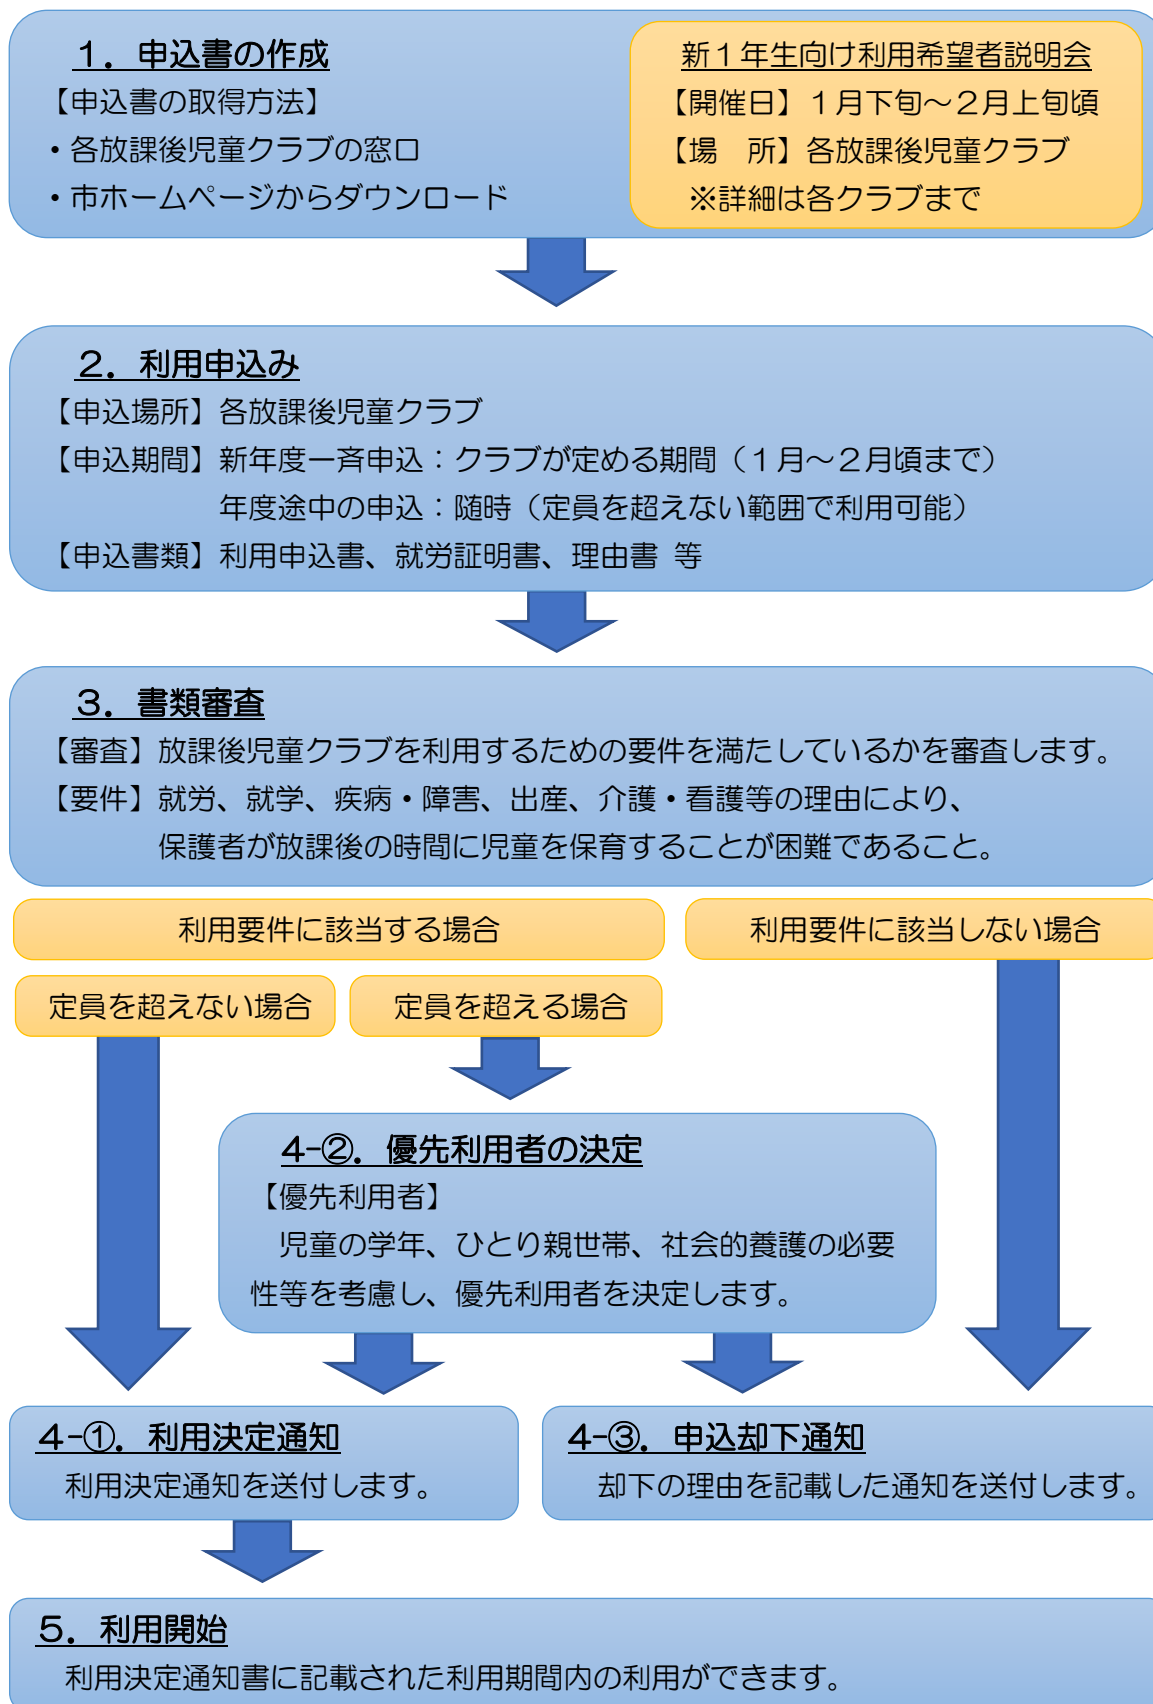 １．申込書の作成
【申込書の取得方法】
・各放課後児童クラブの窓口
・市ホームページからダウンロード
新１年生向け利用希望者説明会
【開催日】１月下旬～２月上旬頃
【場　所】各放課後児童クラブ
※詳細は各クラブまで
２．利用申込み
【申込場所】各放課後児童クラブ
【申込期間】新年度一斉申込：クラブが定める期間（１月～２月頃まで）
年度途中の申込：随時（定員を超えない範囲で利用可能）
【申込書類】利用申込書、就労証明書、理由書 等
３．書類審査
【審査】放課後児童クラブを利用するための要件を満たしているかを審査します。
【要件】就労、就学、疾病・障害、出産、介護・看護等の理由により、
保護者が放課後の時間に児童を保育することが困難であること。
利用要件に該当する場合
利用要件に該当しない場合
定員を超えない場合
定員を超える場合
４-②．優先利用者の決定
【優先利用者】
児童の学年、ひとり親世帯、社会的養護の必要
性等を考慮し、優先利用者を決定します。
４-①．利用決定通知
利用決定通知を送付します。
４-③．申込却下通知
却下の理由を記載した通知を送付します。
５．利用開始
利用決定通知書に記載された利用期間内の利用ができます。